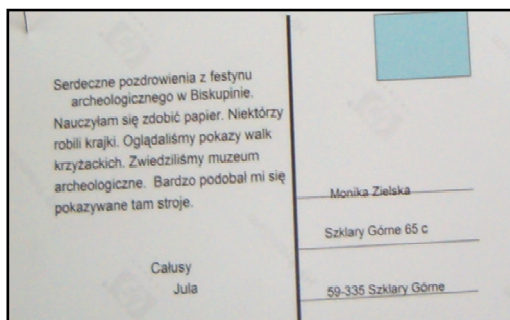 Serdeczne pozdrowienia z festynu
archeologicznego w Biskupinie.
Nauczyłam się zdobić papier. Niektórzy
robili krajki. Oglądaliśmy pokazy walk
krzyżackich. Zwiedziliśmy muzeum
archeologiczne. Bardzo podobał mi się
pokazywane tam stroje.
Całusy
Jula
Monika Zielska
Szklary Górne 65 c
59-335 Szklary Górne